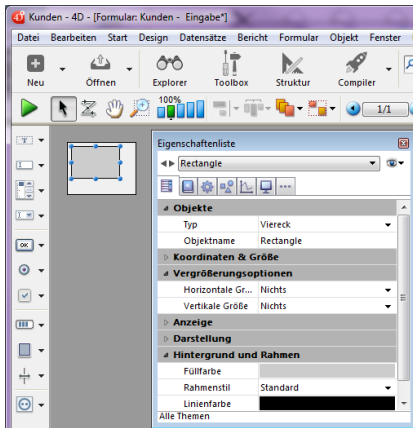 Kunden - 4D - [Formular: Kunden - Eingabe*]
Datei Bearbeiten Start Design Datensätze Bericht Formular Objekt Fenster
Neu Öffnen Explorer Toolbox Struktur Compiler
100%
1/1
Eigenschaftenliste
Rectangle
Objekte
Typ Viereck
Objektname Rectangle
Koordinaten & Größe
Vergrößerungsoptionen
Horizontale Gr... Nichts
Vertikale Größe Nichts
Anzeige
Darstellung
Hintergrund und Rahmen
Füllfarbe
Rahmenstil Standard
Linienfarbe
Alle Themen
OK